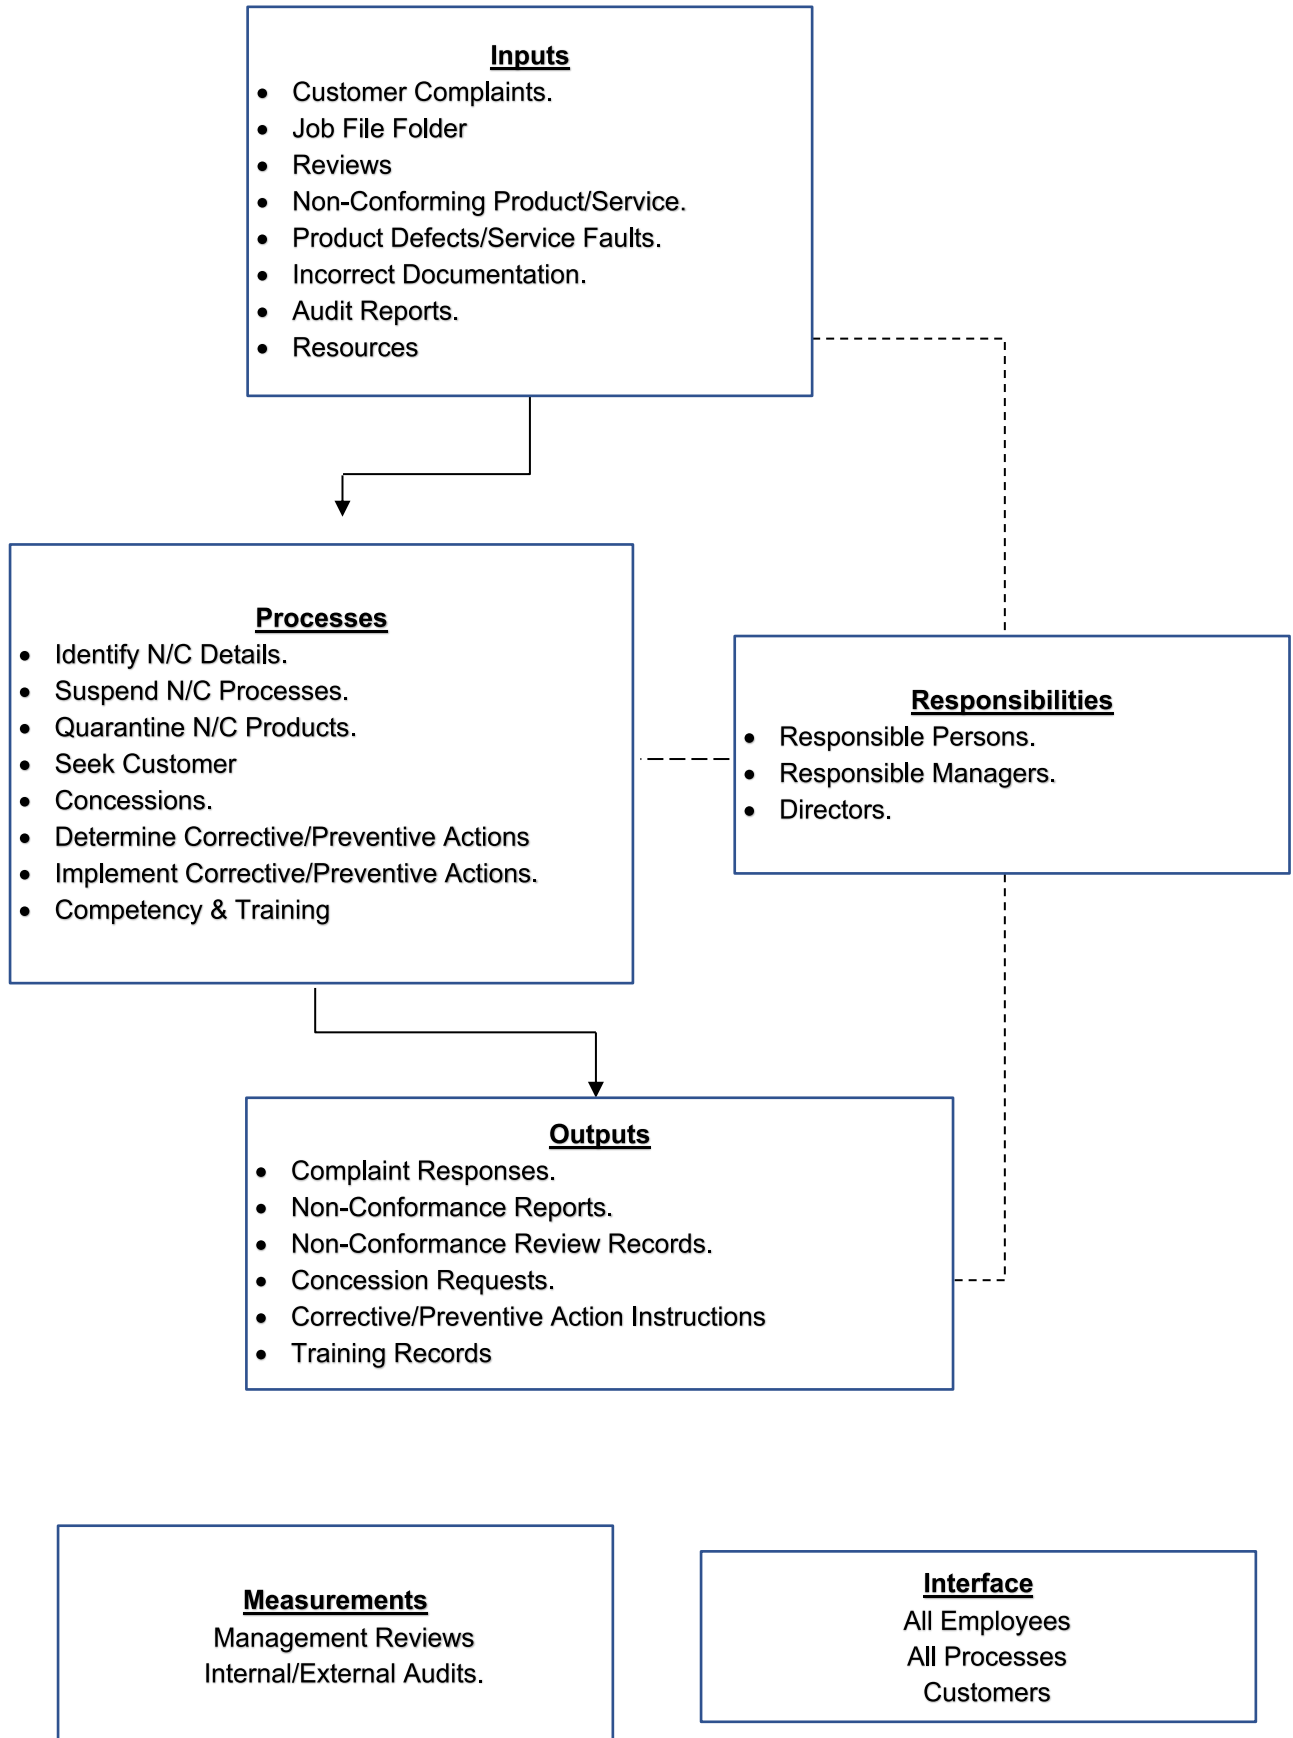 Inputs
• Customer Complaints.
• Job File Folder
• Reviews
• Non-Conforming Product/Service.
• Product Defects/Service Faults.
• Incorrect Documentation.
• Audit Reports.
• Resources
Processes
• Identify N/C Details.
• Suspend N/C Processes.
• Quarantine N/C Products.
• Seek Customer
• Concessions.
• Determine Corrective/Preventive Actions
• Implement Corrective/Preventive Actions.
• Competency & Training
Responsibilities
• Responsible Persons.
• Responsible Managers.
• Directors.
Outputs
• Complaint Responses.
• Non-Conformance Reports.
• Non-Conformance Review Records.
• Concession Requests.
• Corrective/Preventive Action Instructions
• Training Records
Measurements
Management Reviews
Internal/External Audits.
Interface
All Employees
All Processes
Customers